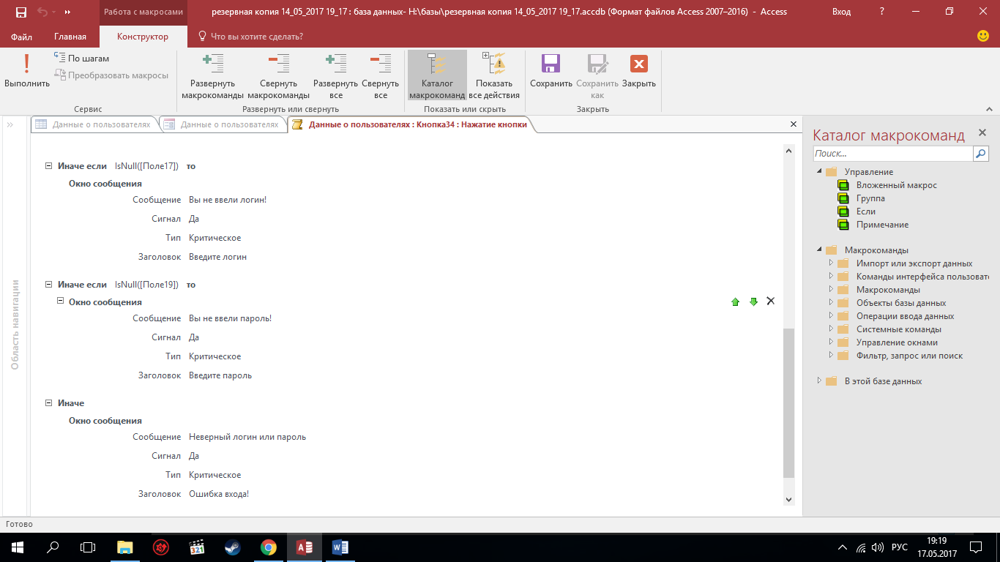 Работа с макросами
резервная копия 14_05_2017 19_17 : база данных- H:\базы\резервная копия 14_05_2017 19_17.accdb (Формат файлов Access 2007–2016) - Access
Вход
?
Файл
Главная
Конструктор
Что вы хотите сделать?
Выполнить
По шагам
Преобразовать макросы
Развернуть макрокоманды
Свернуть макрокоманды
Развернуть все
Свернуть все
Каталог макрокоманд
Показать все действия
Сохранить
Сохранить как
Закрыть
Сервис
Развернуть или свернуть
Показать или скрыть
Закрыть
Данные о пользователях
Данные о пользователях
Данные о пользователях : Кнопка34 : Нажатие кнопки
Область навигации
Иначе если IsNull([Поле17]) то
Окно сообщения
Сообщение Вы не ввели логин!
Сигнал Да
Тип Критическое
Заголовок Введите логин
Иначе если IsNull([Поле19]) то
Окно сообщения
Сообщение Вы не ввели пароль!
Сигнал Да
Тип Критическое
Заголовок Введите пароль
Иначе
Окно сообщения
Сообщение Неверный логин или пароль
Сигнал Да
Тип Критическое
Заголовок Ошибка входа!
Каталог макрокоманд
Поиск...
Управление
Вложенный макрос
Группа
Если
Примечание
Макрокоманды
Импорт или экспорт данных
Команды интерфейса пользоват
Макрокоманды
Объекты базы данных
Операции ввода данных
Системные команды
Управление окнами
Фильтр, запрос или поиск
В этой базе данных
Готово
321
РУС
19:19
17.05.2017